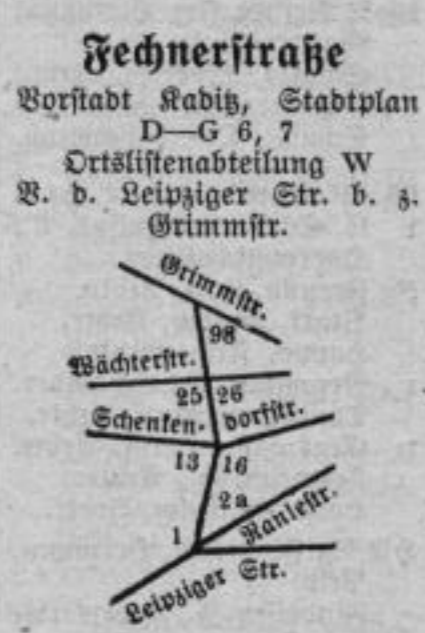 Fechnerstraße
Vorstadt Kaditz, Stadtplan
D—G 6, 7
Ortslistenabteilung W
V. d. Leipziger Str. b. z.
Grimmstr.
Grimmstr.
98
Wächterstr.
25 26
Schenken- dorfstr.
13 16
2a
Rankestr.
1
Leipziger Str.